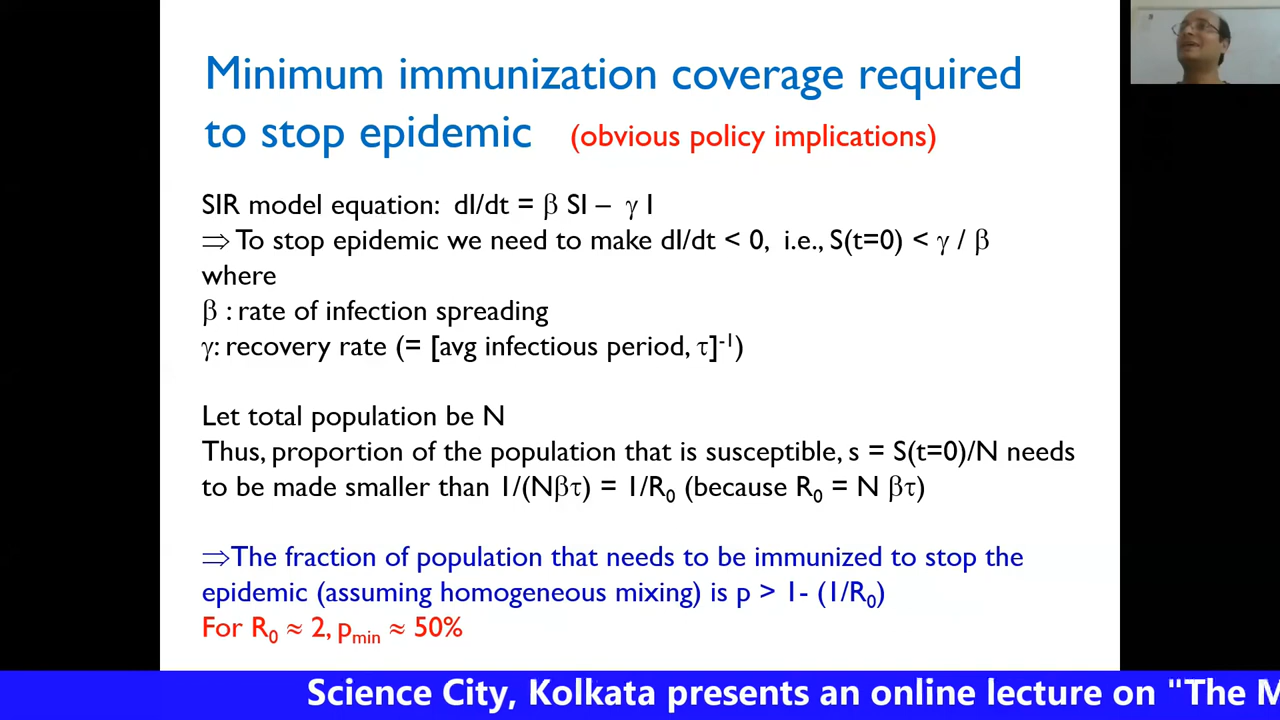 Minimum immunization coverage required
to stop epidemic (obvious policy implications)
SIR model equation: dI/dt = β SI – γ I
⇒ To stop epidemic we need to make dI/dt < 0, i.e., S(t=0) < γ / β
where
β : rate of infection spreading
γ: recovery rate (= [avg infectious period, τ]⁻¹)
Let total population be N
Thus, proportion of the population that is susceptible, s = S(t=0)/N needs
to be made smaller than 1/(Nβτ) = 1/R₀ (because R₀ = N βτ)
⇒The fraction of population that needs to be immunized to stop the
epidemic (assuming homogeneous mixing) is p > 1- (1/R₀)
For R₀ ≈ 2, pₘᵢₙ ≈ 50%
Science City, Kolkata presents an online lecture on "The M